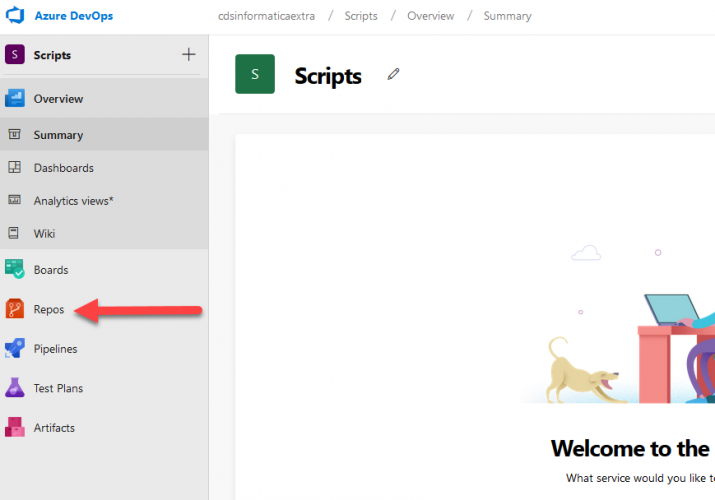 Azure DevOps
cdsinformaticaextra / Scripts / Overview / Summary
S Scripts +
S Scripts
Overview
Summary
Dashboards
Analytics views*
Wiki
Boards
Repos
Pipelines
Test Plans
Artifacts
Welcome to the
What service would you like to